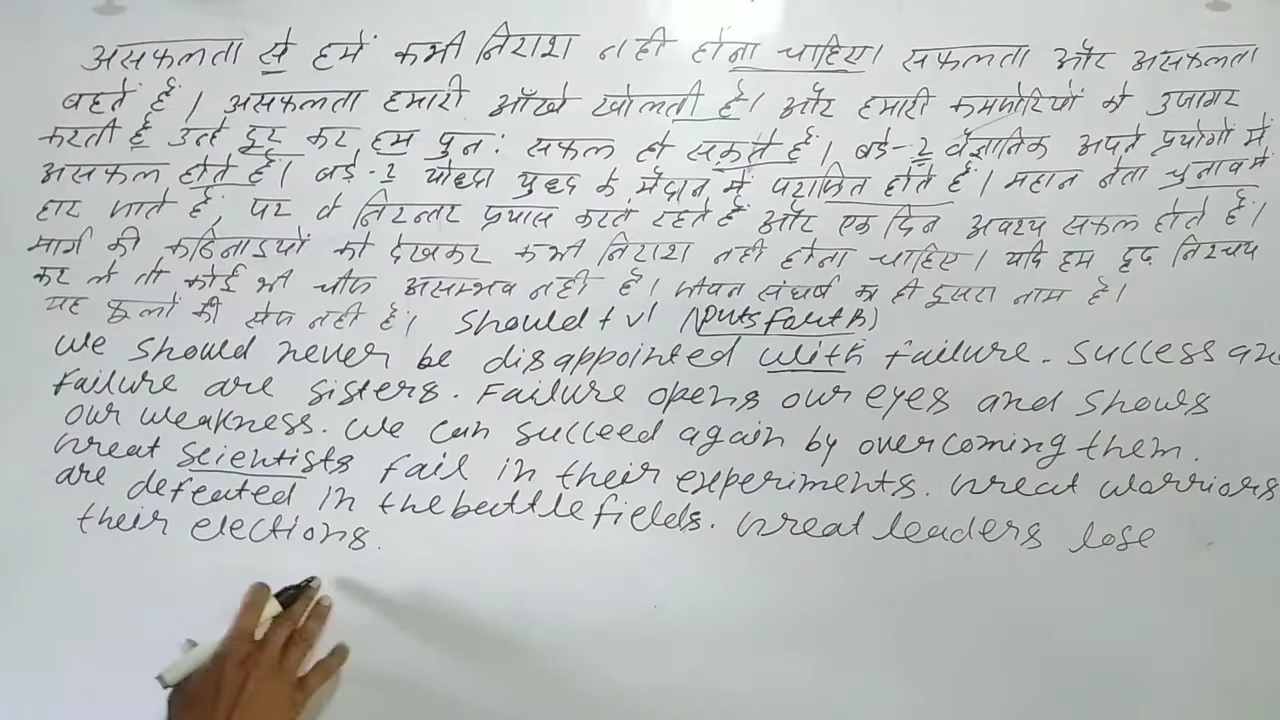 असफलता से हमें कभी निराश नही होना चाहिए। सफलता और असफलता
बहतें हैं। असफलता हमारी आँखे खोलती है। और हमारी कमजोरियों को उजागर
करती है उन्हे दूर कर हम पुनः सफल हो सकते हैं। बड़े-2 वैज्ञानिक अपने प्रयोगों में
असफल होते हैं। बड़े-2 योध्दा युध्द के मैदान में पराजित होते हैं। महान नेता चुनाव में
हार जाते हैं, पर वे निरन्तर प्रयास करते रहते हैं और एक दिन अवश्य सफल होते हैं।
मार्ग की कठिनाइयों को देखकर कभी निराश नही होना चाहिए। यदि हम दृढ़ निश्चय
कर ले तो कोई भी चीज असम्भव नही है। जीवन संघर्ष का ही दूसरा नाम है।
यह फूलों की सेज नही है। Should + V1
We should never be disappointed with failure. Success an
Failure are sisters. Failure opens our eyes and shows
our weakness. We can succeed again by overcoming them.
Great scientists fail in their experiments. Great warriors
are defeated in the battle fields. Great leaders lose
their elections.